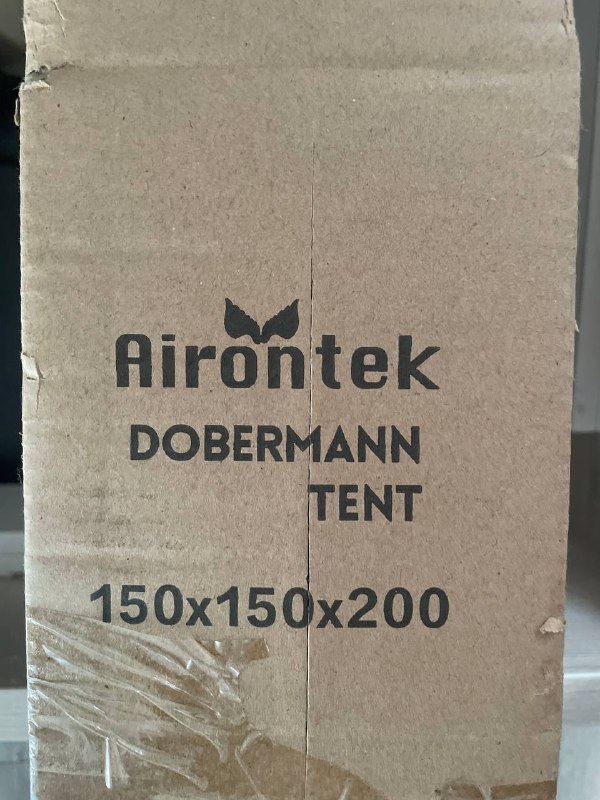 Airontek
DOBERMANN
TENT
150x150x200